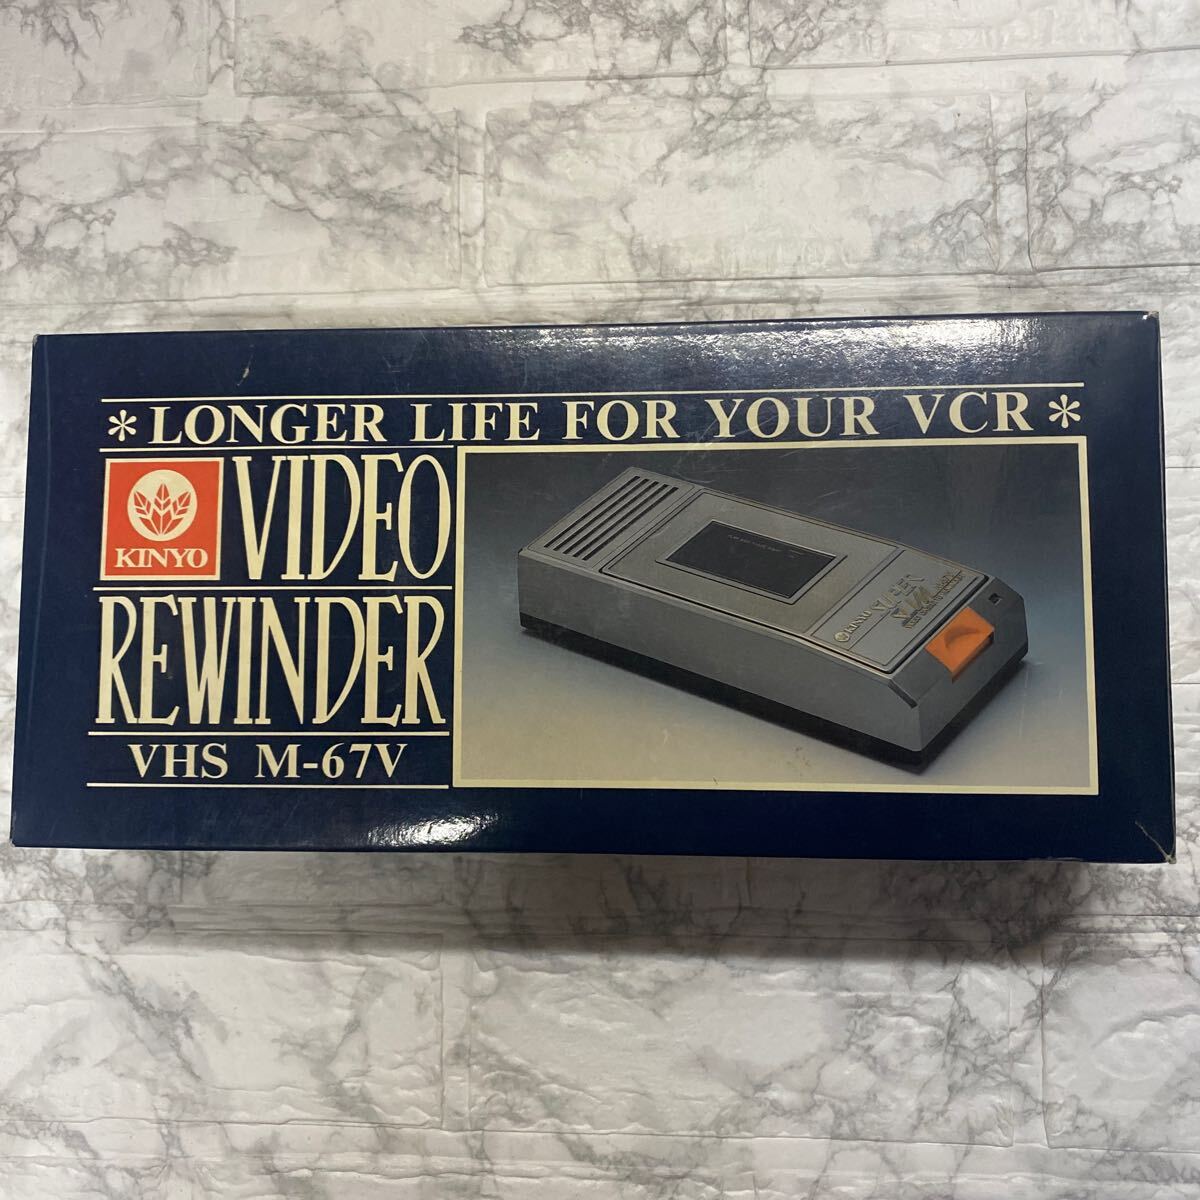 * LONGER LIFE FOR YOUR VCR *
KINYO
VIDEO
REWINDER
VHS M-67V